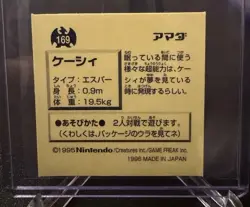 169
アマダ
ケーシィ
タイプ：エスパー
身長：0.9m
体重：19.5kg
眠っている間に使う
様々な超能力は、ケー
シィが夢を見ている
時に発現するらしい。
●あそびかた● 2人対戦で遊びます。
(くわしくは、パッケージのウラを見てネ)
©1995 Nintendo/Creatures inc./GAME FREAK inc.
1996 MADE IN JAPAN